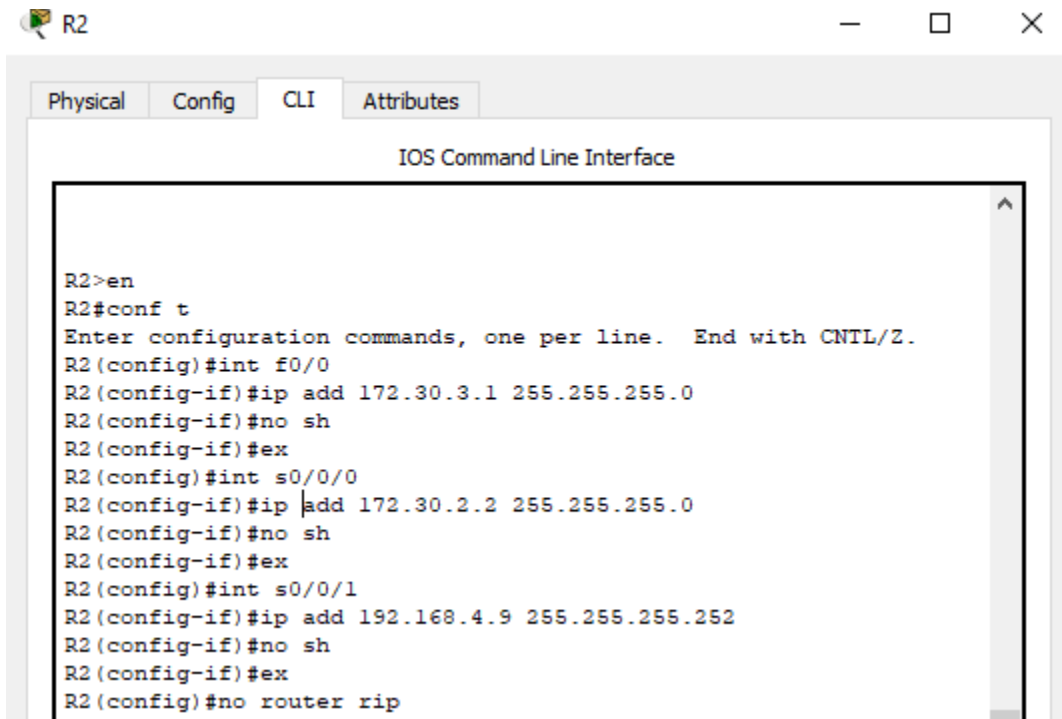 R2
Physical Config CLI Attributes
IOS Command Line Interface
R2>en
R2#conf t
Enter configuration commands, one per line.  End with CNTL/Z.
R2(config)#int f0/0
R2(config-if)#ip add 172.30.3.1 255.255.255.0
R2(config-if)#no sh
R2(config-if)#ex
R2(config)#int s0/0/0
R2(config-if)#ip add 172.30.2.2 255.255.255.0
R2(config-if)#no sh
R2(config-if)#ex
R2(config)#int s0/0/1
R2(config-if)#ip add 192.168.4.9 255.255.255.252
R2(config-if)#no sh
R2(config-if)#ex
R2(config)#no router rip